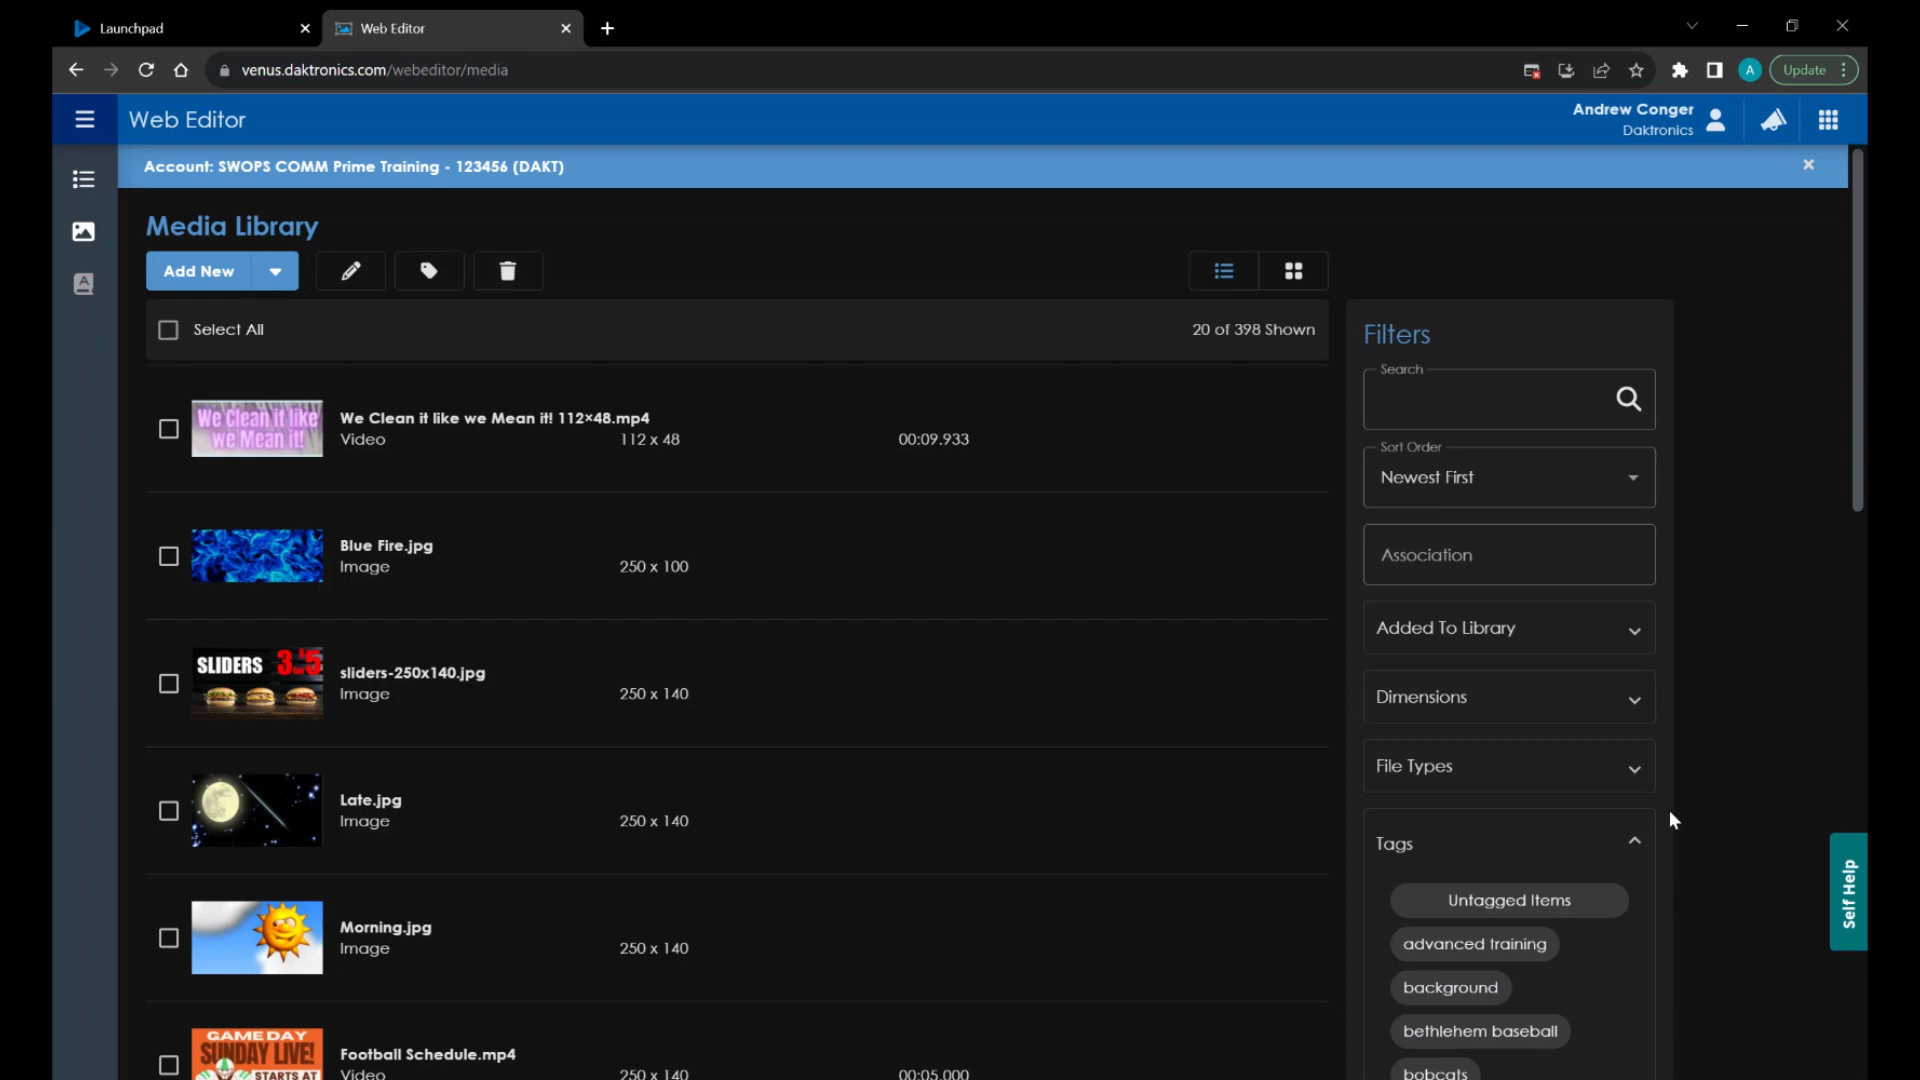 Launchpad
Web Editor
venus.daktronics.com/webeditor/media
A
Update
Web Editor
Andrew Conger
Daktronics
Account: SWOPS COMM Prime Training - 123456 (DAKT)
Media Library
Add New
Select All
20 of 398 Shown
We Clean it like
we Mean it!
We Clean it like we Mean it! 112×48.mp4
Video 112 x 48 00:09.933
Blue Fire.jpg
Image 250 x 100
SLIDERS
sliders-250x140.jpg
Image 250 x 140
Late.jpg
Image 250 x 140
Morning.jpg
Image 250 x 140
GAME DAY
SUNDAY LIVE!
STARTS AT
Football Schedule.mp4
Video 250 x 140 00:05.000
Filters
Search
Sort Order
Newest First
Association
Added To Library
Dimensions
File Types
Tags
Untagged Items
advanced training
background
bethlehem baseball
bobcats
Self Help